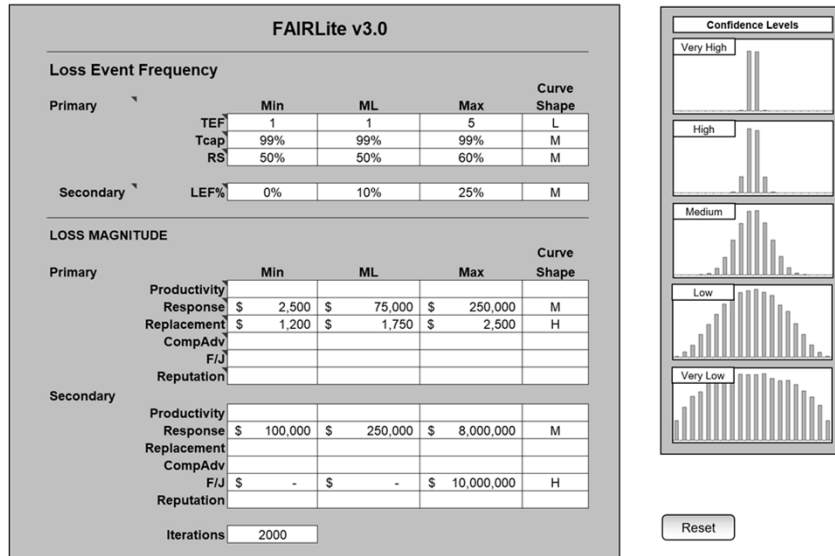 FAIRLite v3.0
Loss Event Frequency
Curve
Primary Min ML Max Shape
TEF 1 1 5 L
Tcap 99% 99% 99% M
RS 50% 50% 60% M
Secondary LEF% 0% 10% 25% M
LOSS MAGNITUDE
Curve
Primary Min ML Max Shape
Productivity
Response $ 2,500 $ 75,000 $ 250,000 M
Replacement $ 1,200 $ 1,750 $ 2,500 H
CompAdv
F/J
Reputation
Secondary
Productivity
Response $ 100,000 $ 250,000 $ 8,000,000 M
Replacement
CompAdv
F/J $ - $ - $ 10,000,000 H
Reputation
Iterations 2000
Confidence Levels
Very High
High
Medium
Low
Very Low
Reset